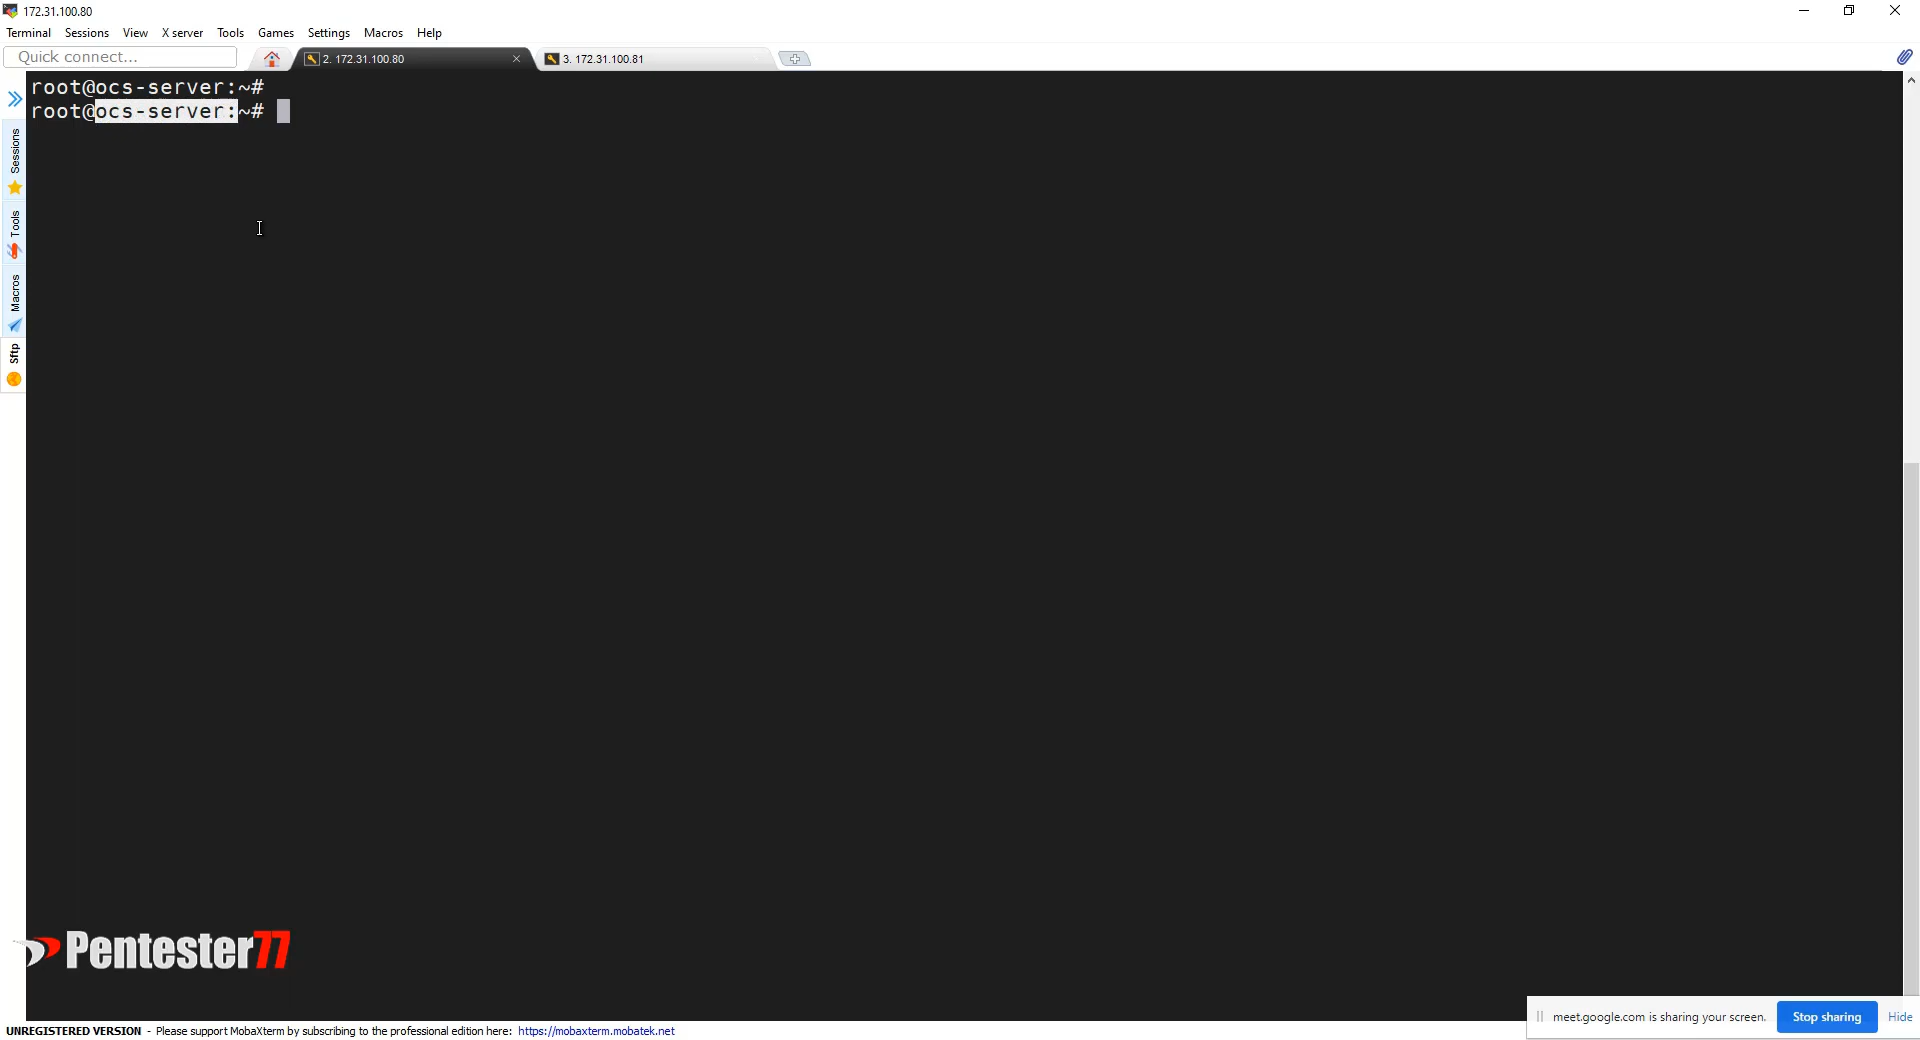 172.31.100.80
Terminal Sessions View X server Tools Games Settings Macros Help
Quick connect...
2. 172.31.100.80
3. 172.31.100.81
root@ocs-server:~#
root@ocs-server:~#
Sessions
Tools
Macros
Sftp
Pentester77
meet.google.com is sharing your screen. Stop sharing Hide
UNREGISTERED VERSION - Please support MobaXterm by subscribing to the professional edition here: https://mobaxterm.mobatek.net